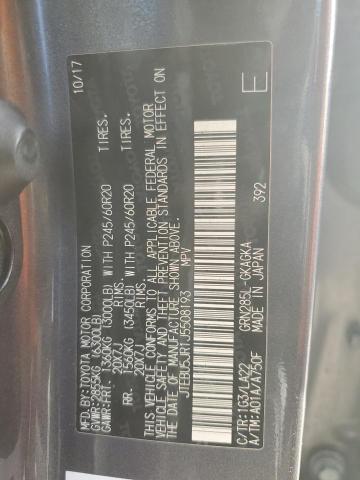 MFD. BY: TOYOTA MOTOR CORPORATION 10/17
GVWR: 2855KG (6300LB)
GAWR: FRT. 1360KG (3000LB) WITH P245/60R20 TIRES.
20X7J RIMS.
RR. 1560KG (3450LB) WITH P245/60R20 TIRES.
20X7J RIMS.
THIS VEHICLE CONFORMS TO ALL APPLICABLE FEDERAL MOTOR
VEHICLE SAFETY AND THEFT PREVENTION STANDARDS IN
EFFECT ON THE DATE OF MANUFACTURE SHOWN ABOVE.
JTEBU5JR1J5508193 MPV
E
392
C/TR: 1G3/LA22 GRN285L-GKAGKA
A/TM: A01A/A750F MADE IN JAPAN